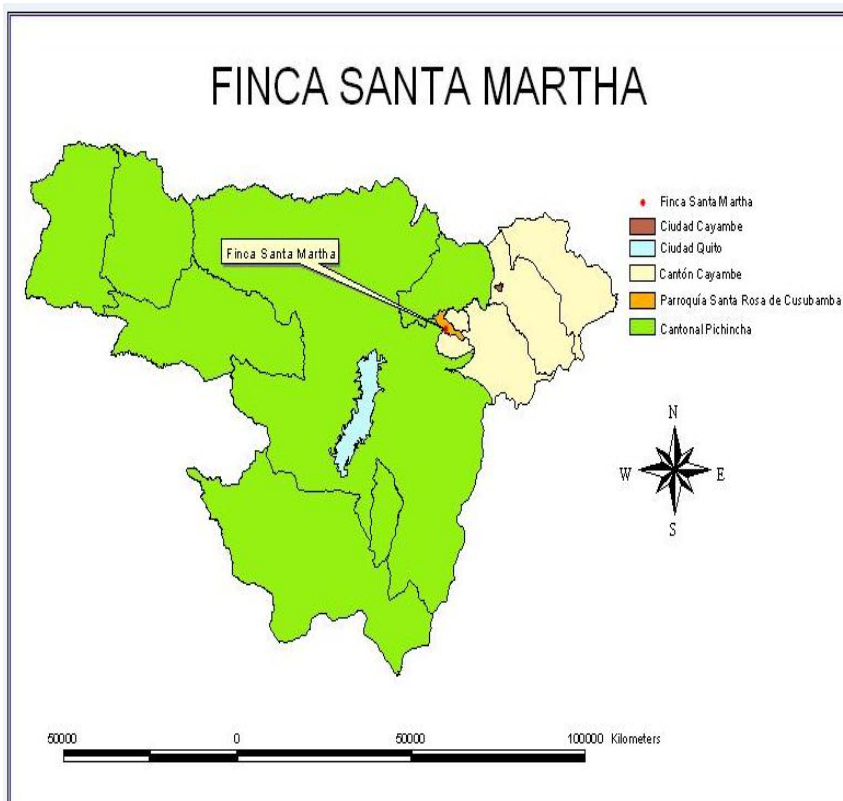 FINCA SANTA MARTHA
Finca Santa Martha
Finca Santa Martha
Ciudad Cayambe
Ciudad Quito
Cantón Cayambe
Parroquía Santa Rosa de Cusubamba
Cantonal Pichincha
N
W E
S
50000 0 50000 100000 Kilometers